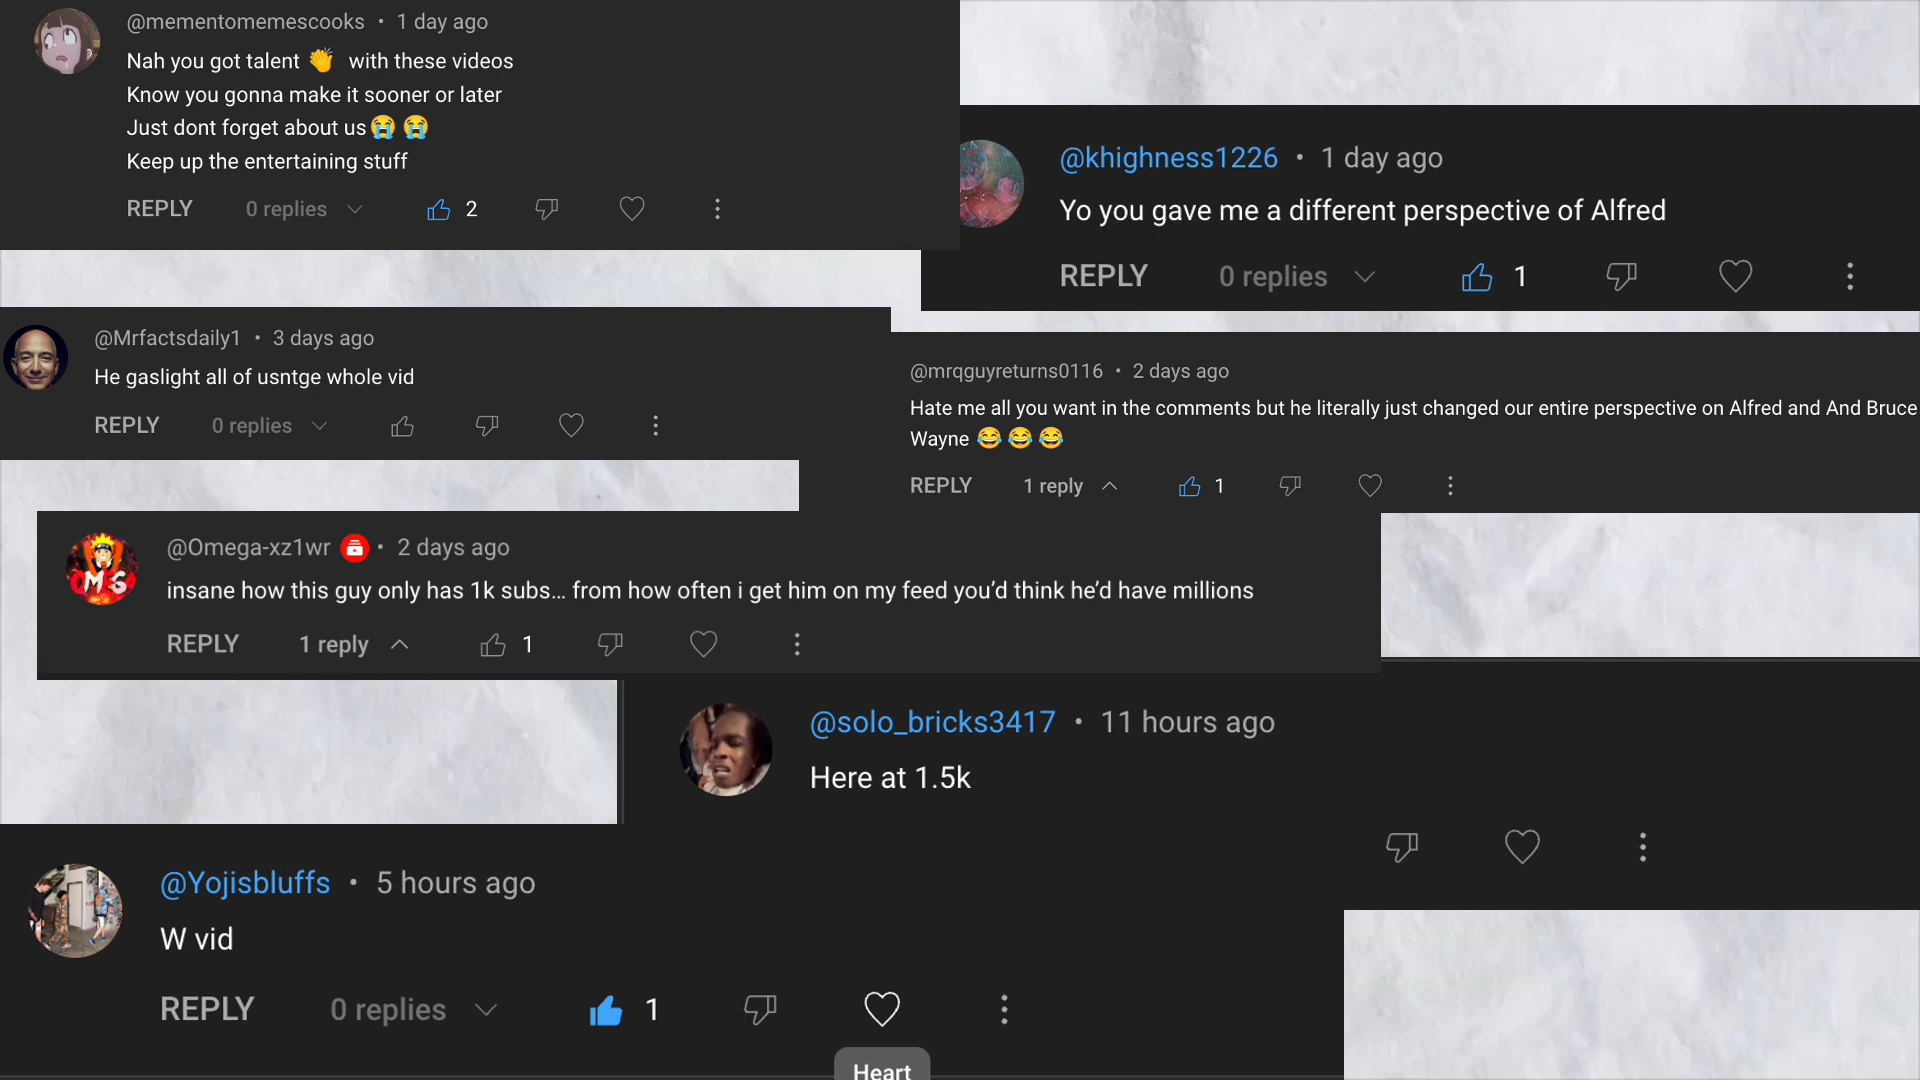 @mementomemescooks • 1 day ago
Nah you got talent 👏 with these videos
Know you gonna make it sooner or later
Just dont forget about us😭😭
Keep up the entertaining stuff
REPLY 0 replies 2
@khighness1226 • 1 day ago
Yo you gave me a different perspective of Alfred
REPLY 0 replies 1
@Mrfactsdaily1 • 3 days ago
He gaslight all of usntge whole vid
REPLY 0 replies
@mrqguyreturns0116 • 2 days ago
Hate me all you want in the comments but he literally just changed our entire perspective on Alfred and And Bruce
Wayne 😂😂😂
REPLY 1 reply 1
OMG
@Omega-xz1wr • 2 days ago
insane how this guy only has 1k subs... from how often i get him on my feed you'd think he'd have millions
REPLY 1 reply 1
@solo_bricks3417 • 11 hours ago
Here at 1.5k
@Yojisbluffs • 5 hours ago
W vid
REPLY 0 replies 1
Heart